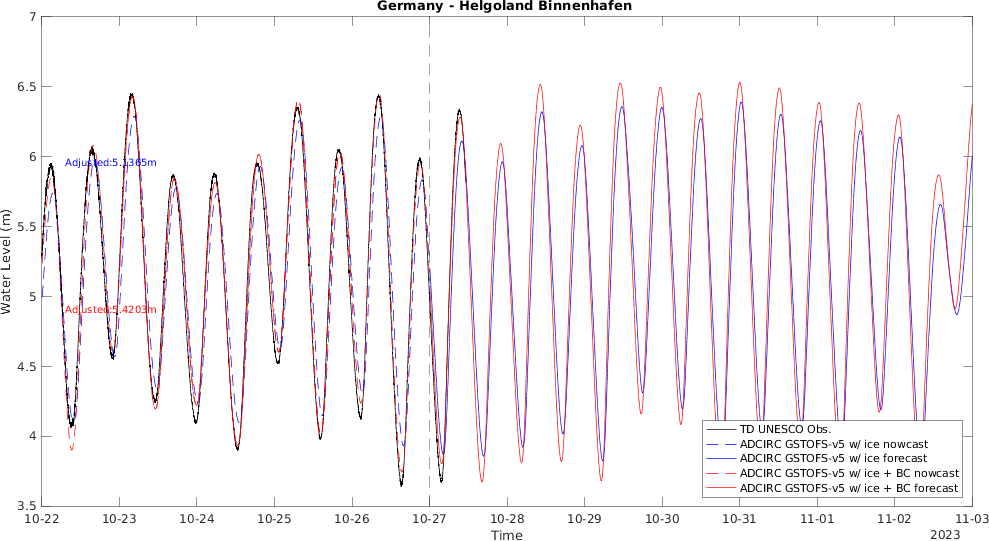 Germany - Helgoland Binnenhafen
Water Level (m)
7
6.5
6
5.5
5
4.5
4
3.5
Adjusted:5.1365m
Adjusted:5.4203m
TD UNESCO Obs.
ADCIRC GSTOFS-v5 w/ ice nowcast
ADCIRC GSTOFS-v5 w/ ice forecast
ADCIRC GSTOFS-v5 w/ ice + BC nowcast
ADCIRC GSTOFS-v5 w/ ice + BC forecast
10-22 10-23 10-24 10-25 10-26 10-27 10-28 10-29 10-30 10-31 11-01 11-02 11-03
Time
2023